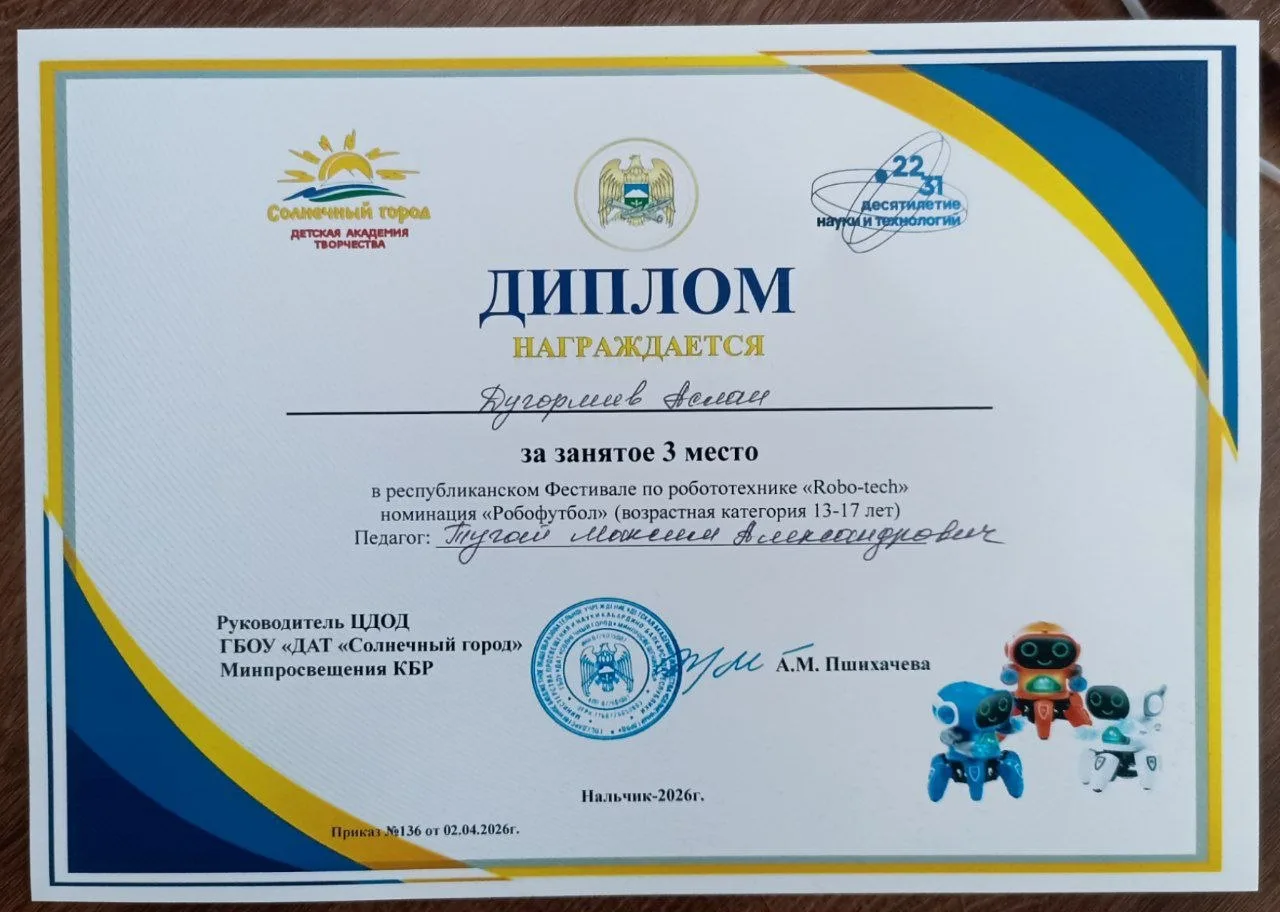 Солнечный город
ДЕТСКАЯ АКАДЕМИЯ
ТВОРЧЕСТВА
22
31
десятилетие
науки и технологий
ДИПЛОМ
НАГРАЖДАЕТСЯ
Аслан
за занятое 3 место
в республиканском Фестивале по робототехнике «Robo-tech»
номинация «Робофутбол» (возрастная категория 13-17 лет)
Педагог: Тугай Максим Александрович
Руководитель ЦДОД
ГБОУ «ДАТ «Солнечный город»
Минпросвещения КБР
А.М. Пшихачева
Нальчик-2026г.
Приказ №136 от 02.04.2026г.